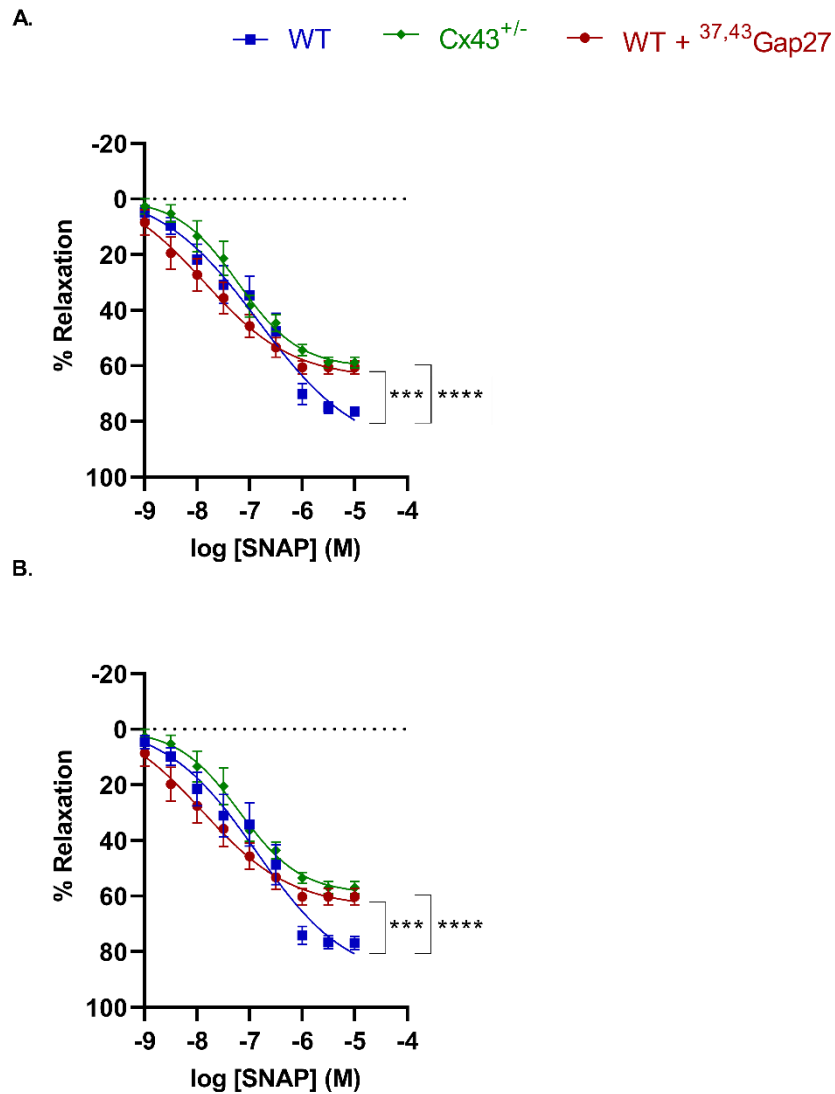 A.
WT Cx43+/- WT + 37,43Gap27
-20
0
20
40
60
80
100
% Relaxation
*** ****
-9 -8 -7 -6 -5 -4
log [SNAP] (M)
B.
-20
0
20
40
60
80
100
% Relaxation
*** ****
-9 -8 -7 -6 -5 -4
log [SNAP] (M)